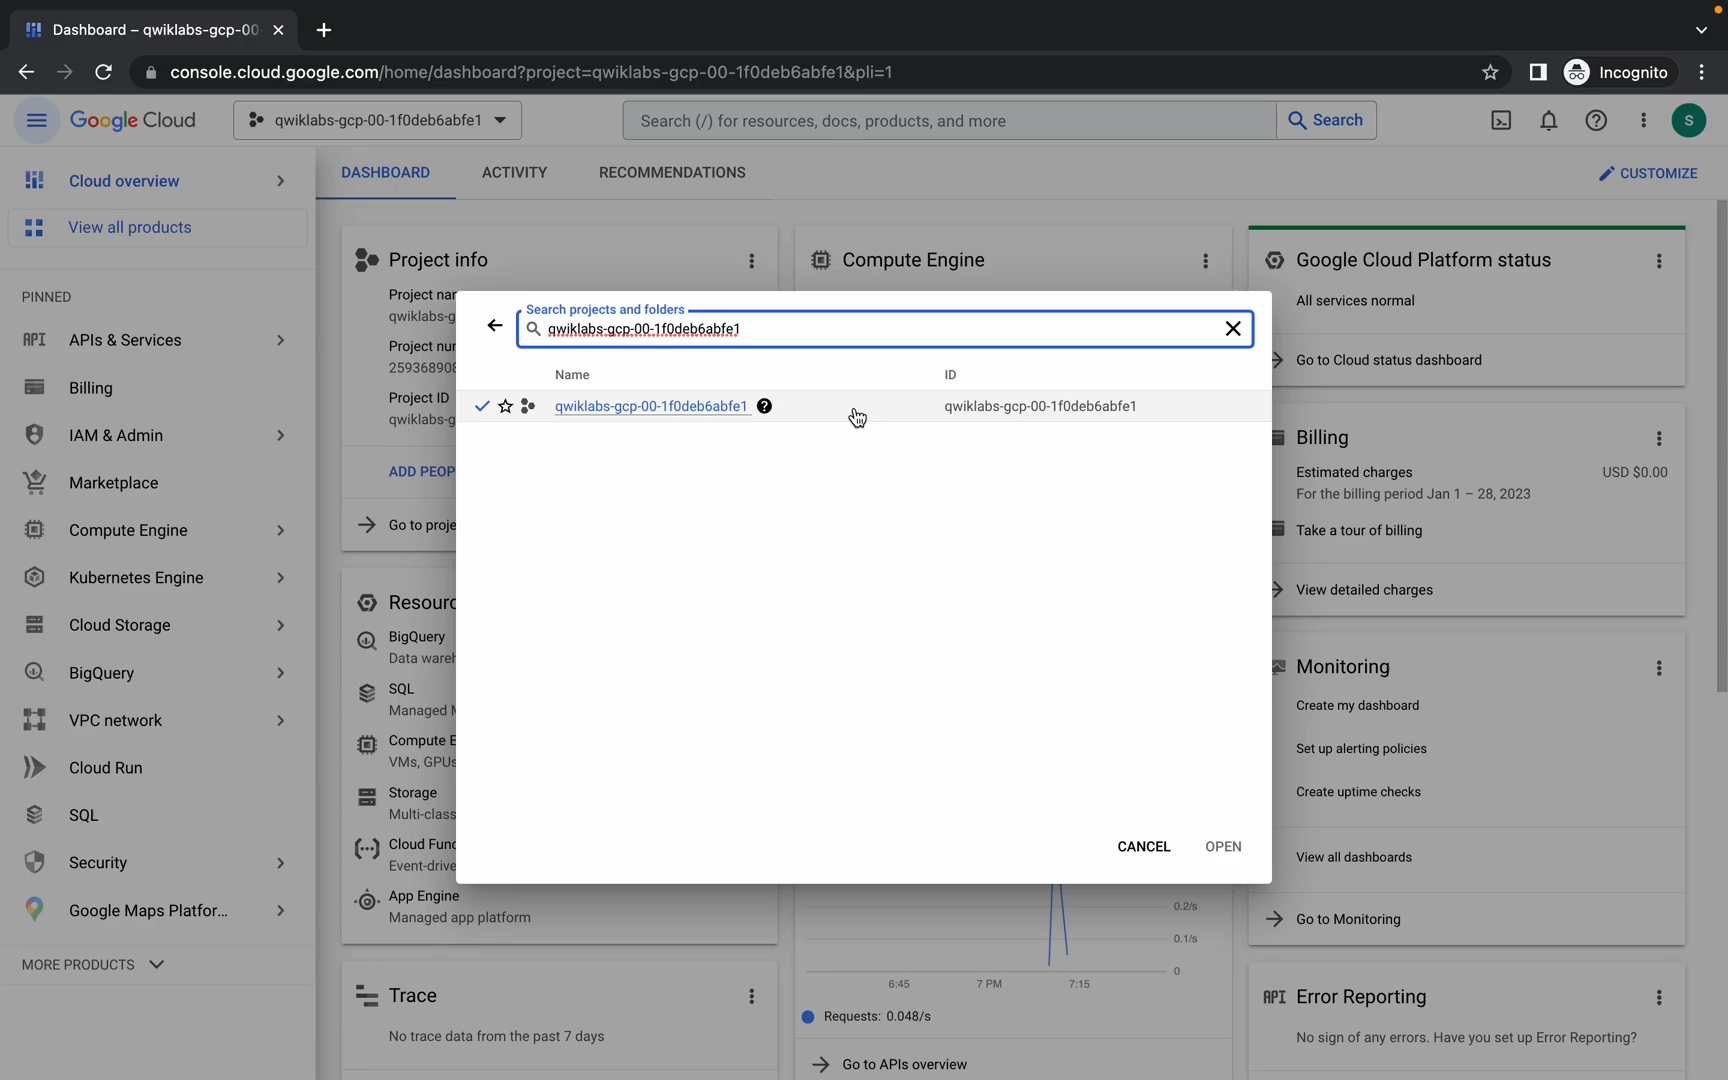 Dashboard – qwiklabs-gcp-00
console.cloud.google.com/home/dashboard?project=qwiklabs-gcp-00-1f0deb6abfe1&pli=1
Incognito
Google Cloud
qwiklabs-gcp-00-1f0deb6abfe1
Search (/) for resources, docs, products, and more
Search
S
Cloud overview
View all products
PINNED
API APIs & Services
Billing
IAM & Admin
Marketplace
Compute Engine
Kubernetes Engine
Cloud Storage
BigQuery
VPC network
Cloud Run
SQL
Security
Google Maps Platfor...
MORE PRODUCTS
DASHBOARD
ACTIVITY
RECOMMENDATIONS
CUSTOMIZE
Project info
Project nar
qwiklabs-g
Project nur
259368908
Project ID
qwiklabs-g
ADD PEOP
Go to proje
Resourc
BigQuery
Data wareh
SQL
Managed M
Compute E
VMs, GPUs
Storage
Multi-class
Cloud Func
Event-drive
App Engine
Managed app platform
Trace
No trace data from the past 7 days
Compute Engine
Search projects and folders
qwiklabs-gcp-00-1f0deb6abfe1
Name ID
qwiklabs-gcp-00-1f0deb6abfe1 qwiklabs-gcp-00-1f0deb6abfe1
CANCEL OPEN
0.2/s
0.1/s
0
6:45 7 PM 7:15
Requests: 0.048/s
Go to APIs overview
Google Cloud Platform status
All services normal
Go to Cloud status dashboard
Billing
Estimated charges USD $0.00
For the billing period Jan 1 – 28, 2023
Take a tour of billing
View detailed charges
Monitoring
Create my dashboard
Set up alerting policies
Create uptime checks
View all dashboards
Go to Monitoring
API Error Reporting
No sign of any errors. Have you set up Error Reporting?